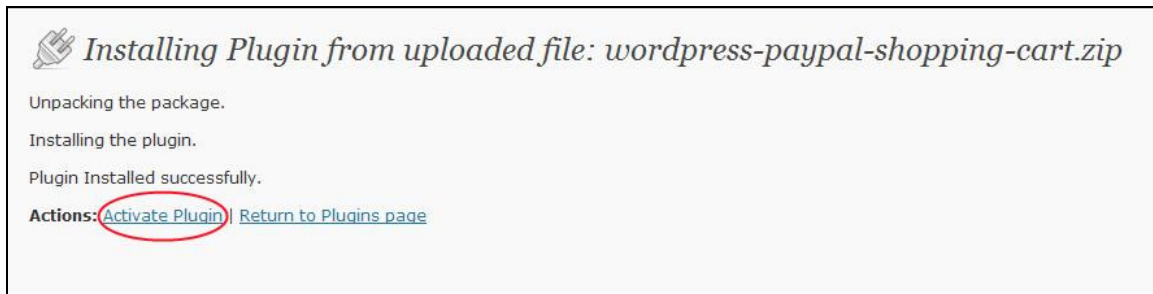 Installing Plugin from uploaded file: wordpress-paypal-shopping-cart.zip
Unpacking the package.
Installing the plugin.
Plugin Installed successfully.
Actions: Activate Plugin | Return to Plugins page